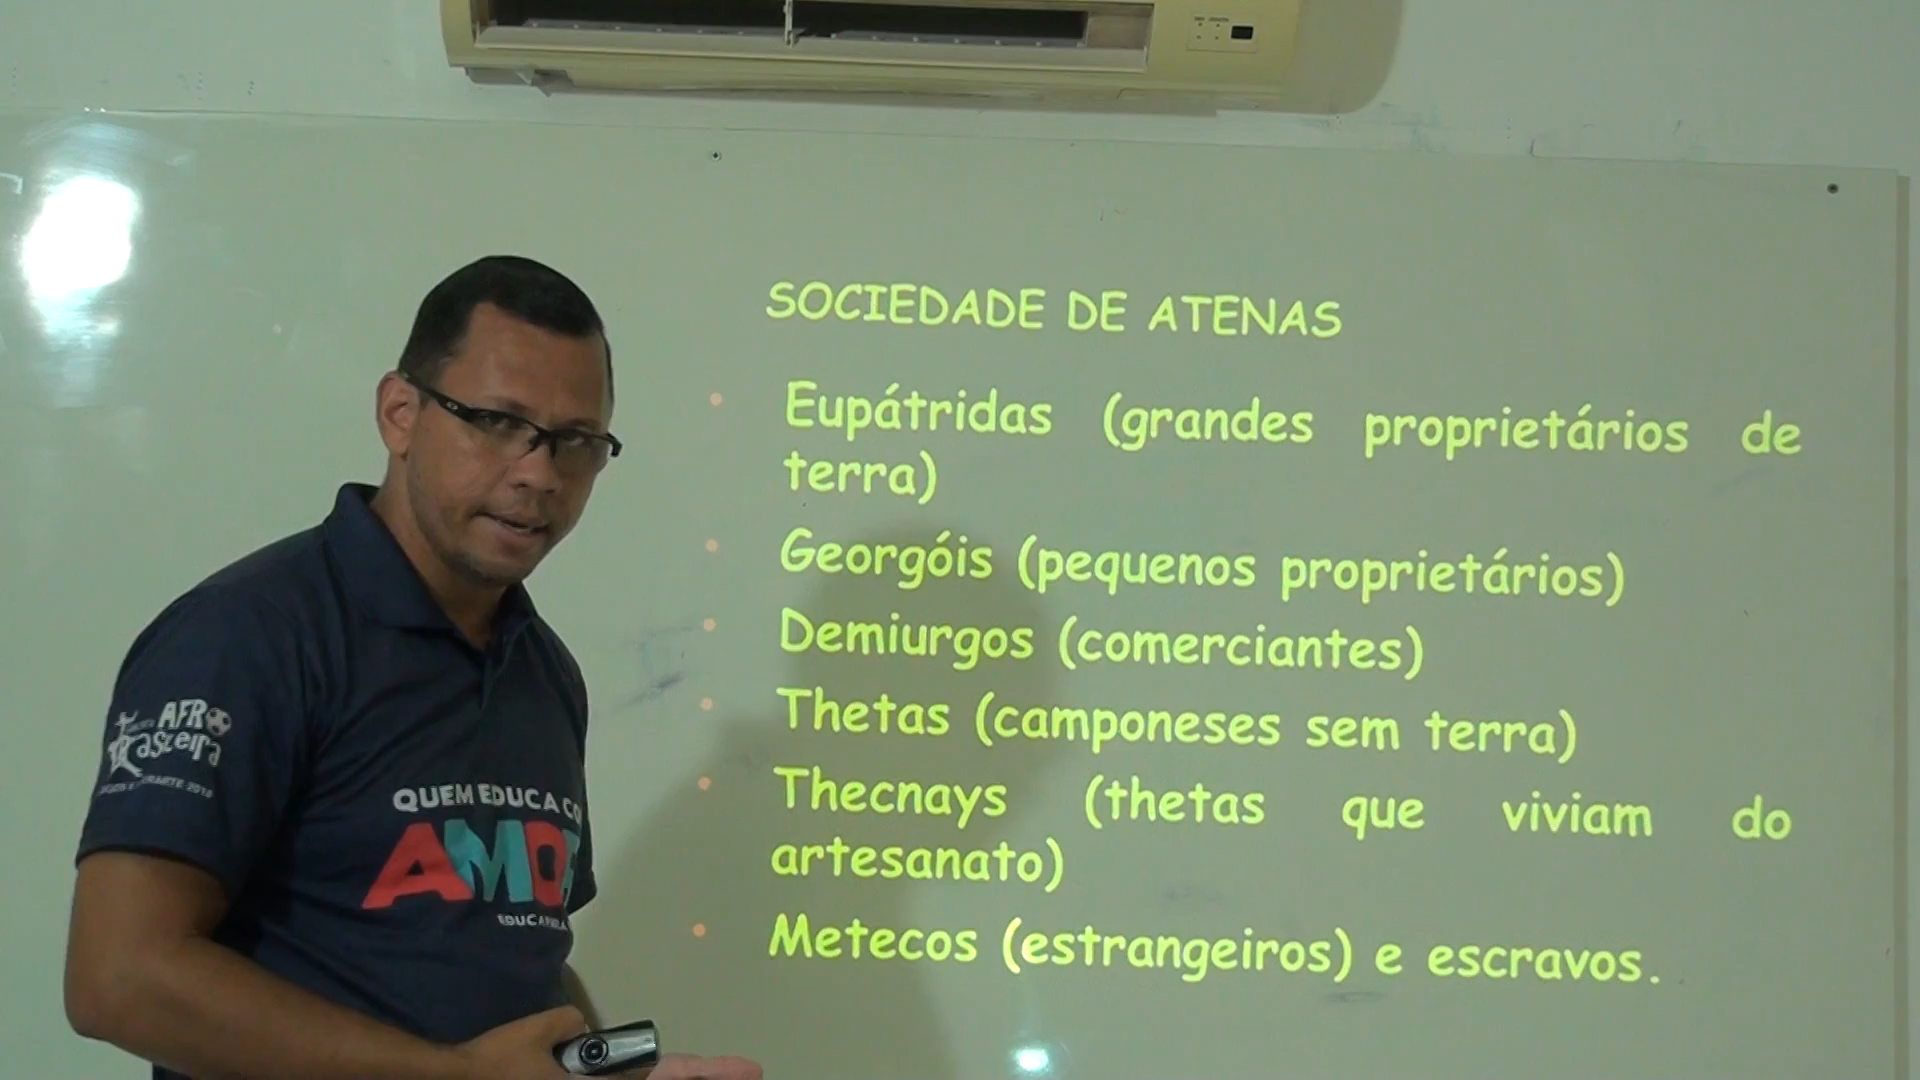 SOCIEDADE DE ATENAS
Eupátridas (grandes proprietários de
terra)
Georgóis (pequenos proprietários)
Demiurgos (comerciantes)
Thetas (camponeses sem terra)
Thecnays (thetas que viviam do
artesanato)
Metecos (estrangeiros) e escravos.
AFR
QUEM EDUCA CO
AMO